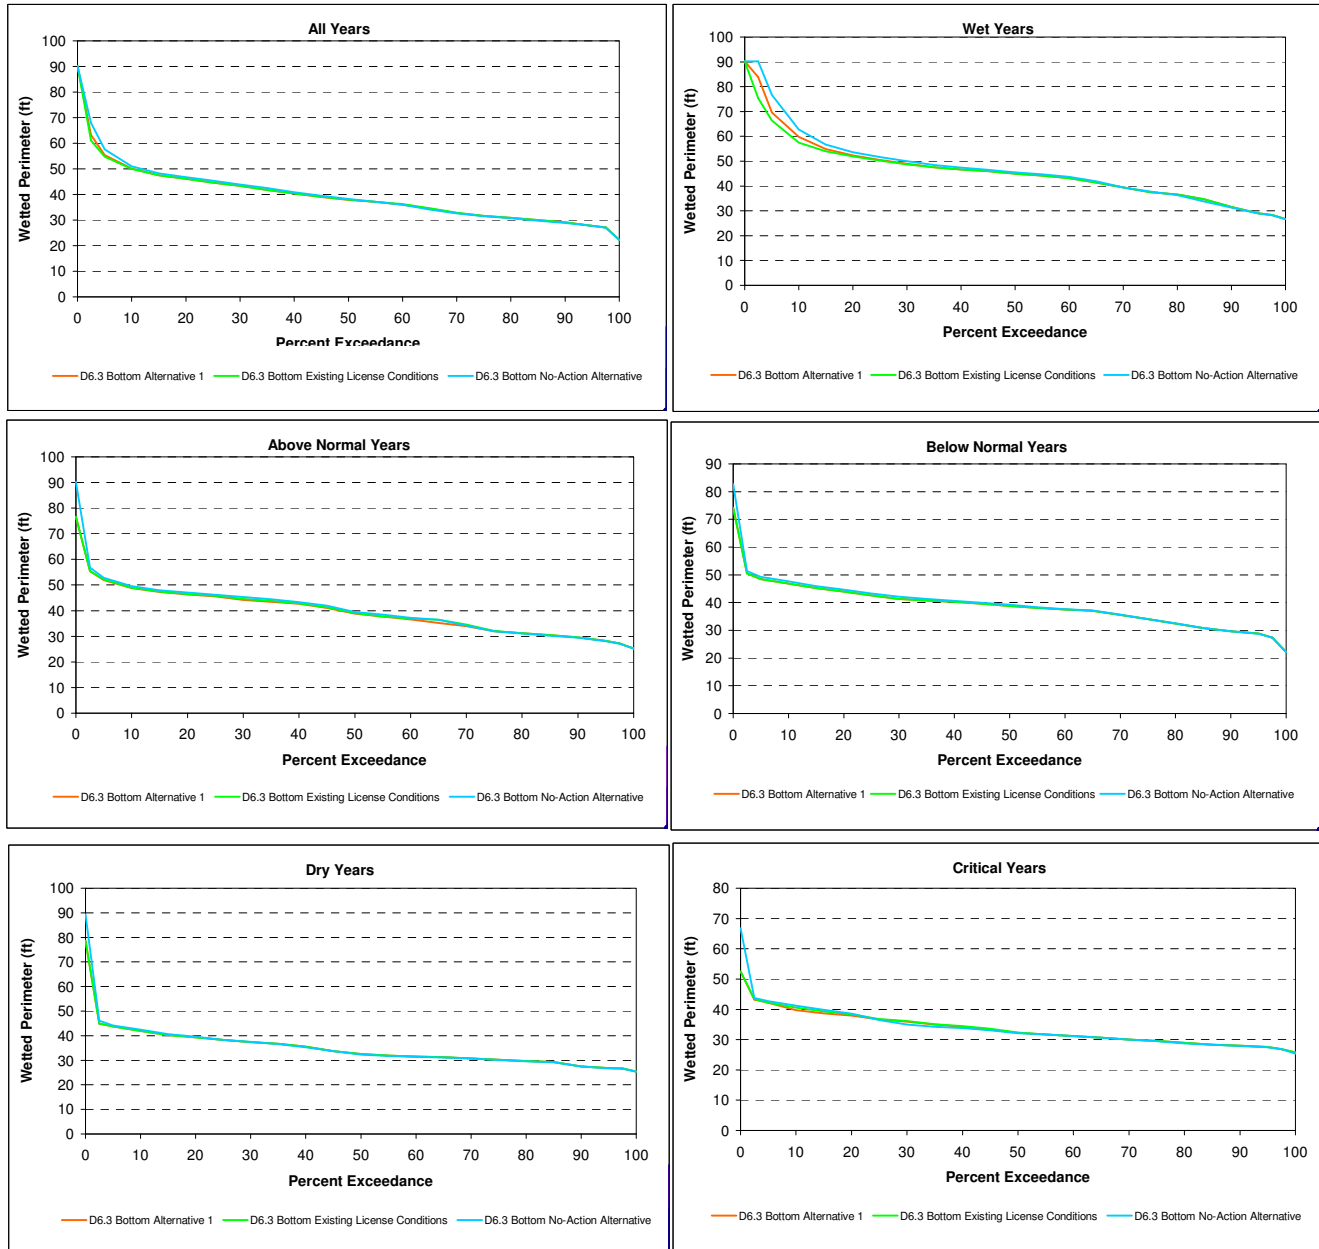 All Years
Wetted Perimeter (ft)
100
90
80
70
60
50
40
30
20
10
0
0 10 20 30 40 50 60 70 80 90 100
Percent Exceedance
D6.3 Bottom Alternative 1 D6.3 Bottom Existing License Conditions D6.3 Bottom No-Action Alternative
Wet Years
Wetted Perimeter (ft)
100
90
80
70
60
50
40
30
20
10
0
0 10 20 30 40 50 60 70 80 90 100
Percent Exceedance
D6.3 Bottom Alternative 1 D6.3 Bottom Existing License Conditions D6.3 Bottom No-Action Alternative
Above Normal Years
Wetted Perimeter (ft)
100
90
80
70
60
50
40
30
20
10
0
0 10 20 30 40 50 60 70 80 90 100
Percent Exceedance
D6.3 Bottom Alternative 1 D6.3 Bottom Existing License Conditions D6.3 Bottom No-Action Alternative
Below Normal Years
Wetted Perimeter (ft)
90
80
70
60
50
40
30
20
10
0
0 10 20 30 40 50 60 70 80 90 100
Percent Exceedance
D6.3 Bottom Alternative 1 D6.3 Bottom Existing License Conditions D6.3 Bottom No-Action Alternative
Dry Years
Wetted Perimeter (ft)
100
90
80
70
60
50
40
30
20
10
0
0 10 20 30 40 50 60 70 80 90 100
Percent Exceedance
D6.3 Bottom Alternative 1 D6.3 Bottom Existing License Conditions D6.3 Bottom No-Action Alternative
Critical Years
Wetted Perimeter (ft)
80
70
60
50
40
30
20
10
0
0 10 20 30 40 50 60 70 80 90 100
Percent Exceedance
D6.3 Bottom Alternative 1 D6.3 Bottom Existing License Conditions D6.3 Bottom No-Action Alternative